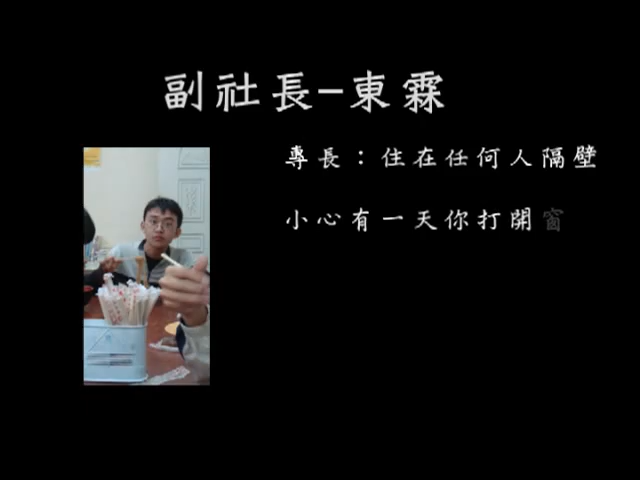 副社長-東霖
專長：住在任何人隔壁
小心有一天你打開窗